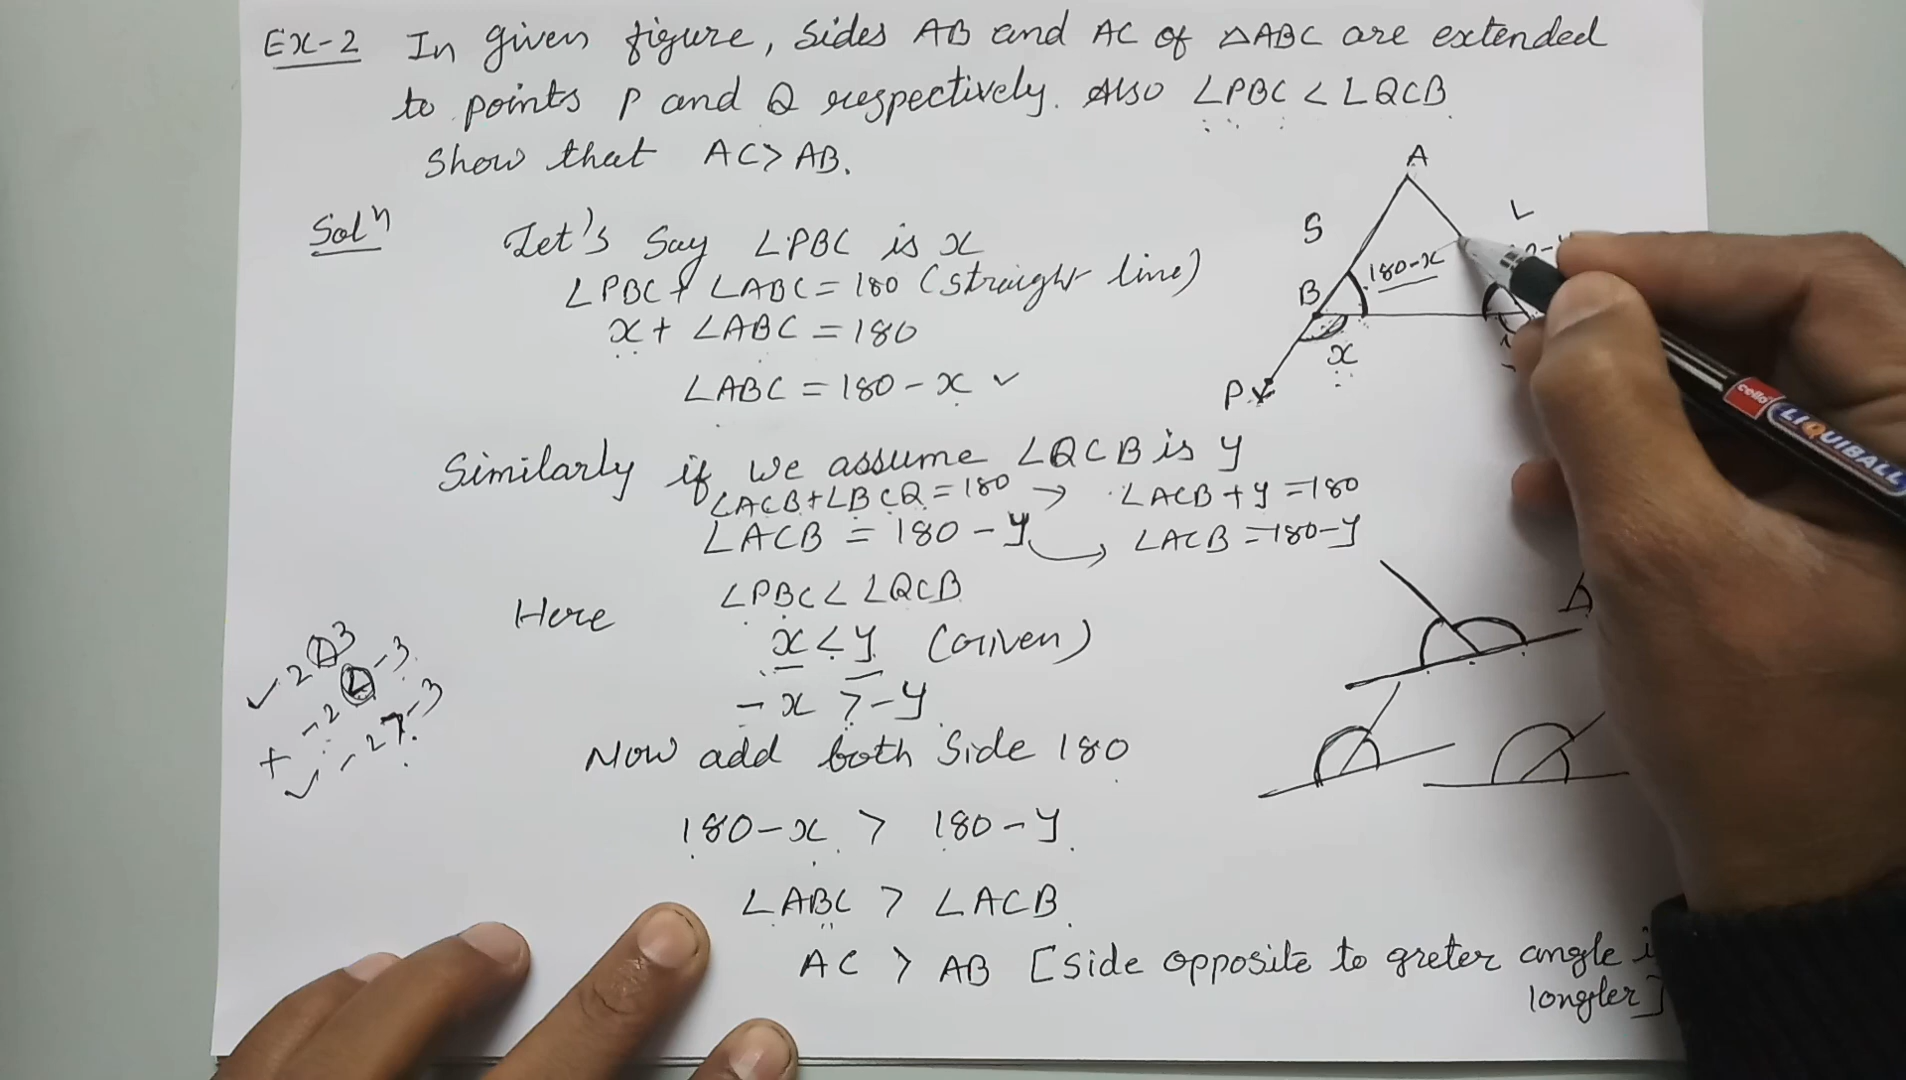 Ex-2 In given figure, sides AB and AC of △ABC are extended
to points P and Q respectively. Also ∠PBC < ∠QCB
Show that AC > AB.
Solⁿ
Let's Say ∠PBC is x
∠PBC + ∠ABC = 180 (straight line)
x + ∠ABC = 180
∠ABC = 180 - x ✓
Similarly if we assume ∠QCB is y
∠ACB + ∠BCQ = 180 → ∠ACB + y = 180
∠ACB = 180 - y → ∠ACB = 180 - y
Here ∠PBC < ∠QCB
x < y (Given)
- x > - y
Now add both side 180
180 - x > 180 - y
∠ABC > ∠ACB
AC > AB [side opposite to greter angle
longler]
A
S
L
B
180-x
x
P
2 3
-2 -3
-2 > -3
cello
LIQUIBALL